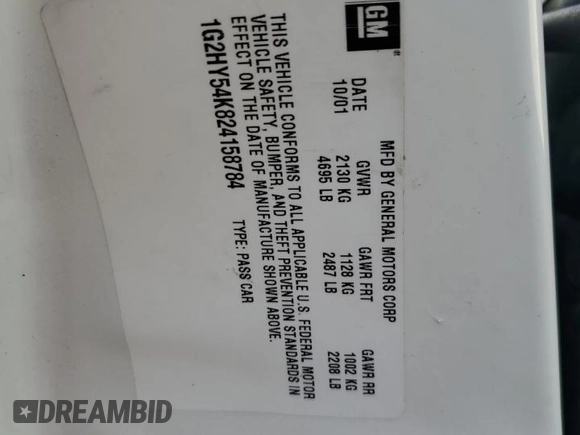 GM
MFD BY GENERAL MOTORS CORP
DATE GVWR GAWR FRT GAWR RR
10/01 2130 KG 1128 KG 1002 KG
4695 LB 2487 LB 2208 LB
THIS VEHICLE CONFORMS TO ALL APPLICABLE U.S. FEDERAL MOTOR
VEHICLE SAFETY, BUMPER, AND THEFT PREVENTION STANDARDS IN
EFFECT ON THE DATE OF MANUFACTURE SHOWN ABOVE.
1G2HY54K824158784 TYPE: PASS CAR
DREAMBID